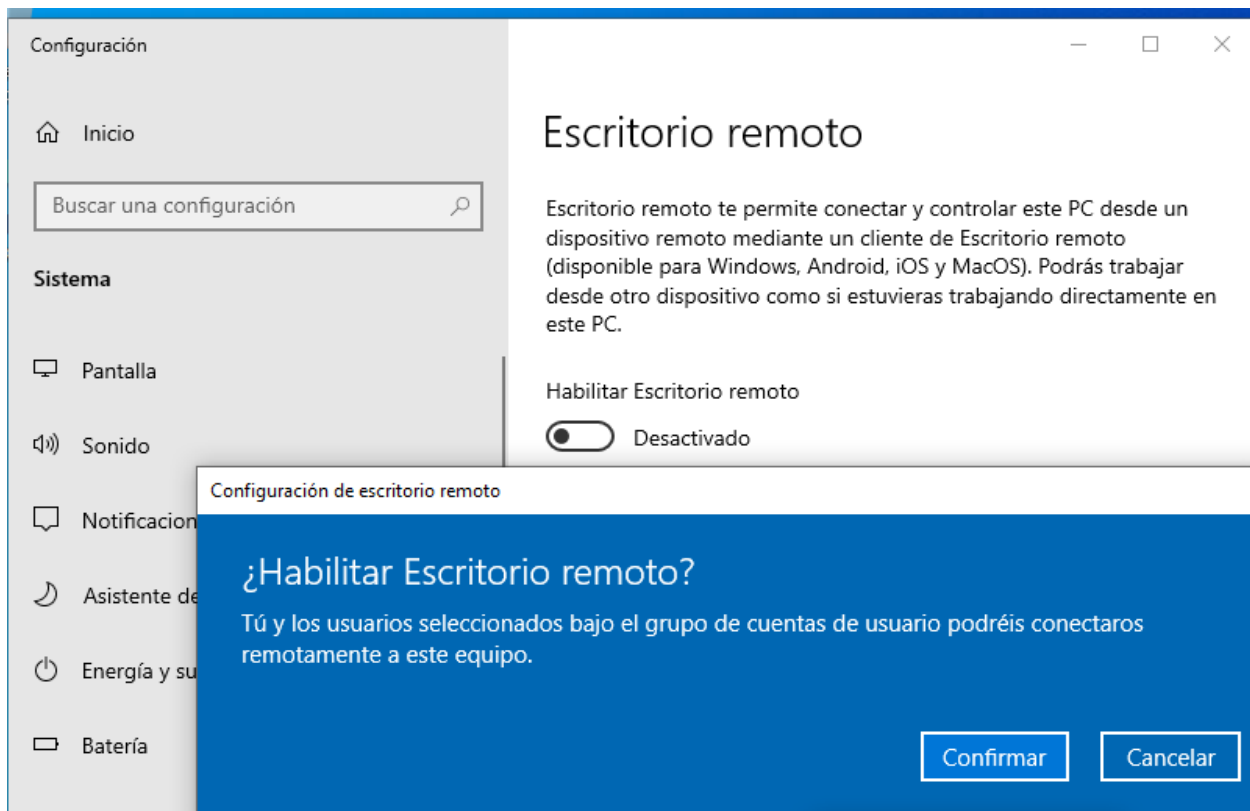 Configuración
Inicio
Buscar una configuración
Sistema
Pantalla
Sonido
Notificacion
Asistente de
Energía y su
Batería
Escritorio remoto
Escritorio remoto te permite conectar y controlar este PC desde un
dispositivo remoto mediante un cliente de Escritorio remoto
(disponible para Windows, Android, iOS y MacOS). Podrás trabajar
desde otro dispositivo como si estuvieras trabajando directamente en
este PC.
Habilitar Escritorio remoto
Desactivado
Configuración de escritorio remoto
¿Habilitar Escritorio remoto?
Tú y los usuarios seleccionados bajo el grupo de cuentas de usuario podréis conectaros
remotamente a este equipo.
Confirmar
Cancelar